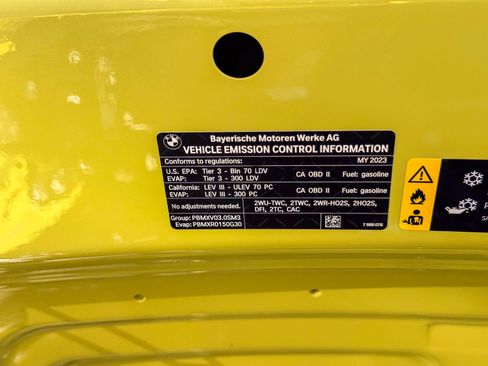 Bayerische Motoren Werke AG
VEHICLE EMISSION CONTROL INFORMATION
Conforms to regulations: MY 2023
U.S. EPA: Tier 3 - Bin 70 LDV CA OBD II Fuel: gasoline
EVAP: Tier 3 - 300 LDV
California: LEV III - ULEV 70 PC CA OBD II Fuel: gasoline
EVAP: LEV III - 300 PC
No adjustments needed. 2WU-TWC, 2TWC, 2WR-HO2S, 2HO2S,
DFI, 2TC, CAC
Group: PBMXV03.0SM3
Evap: PBMXR0150G30